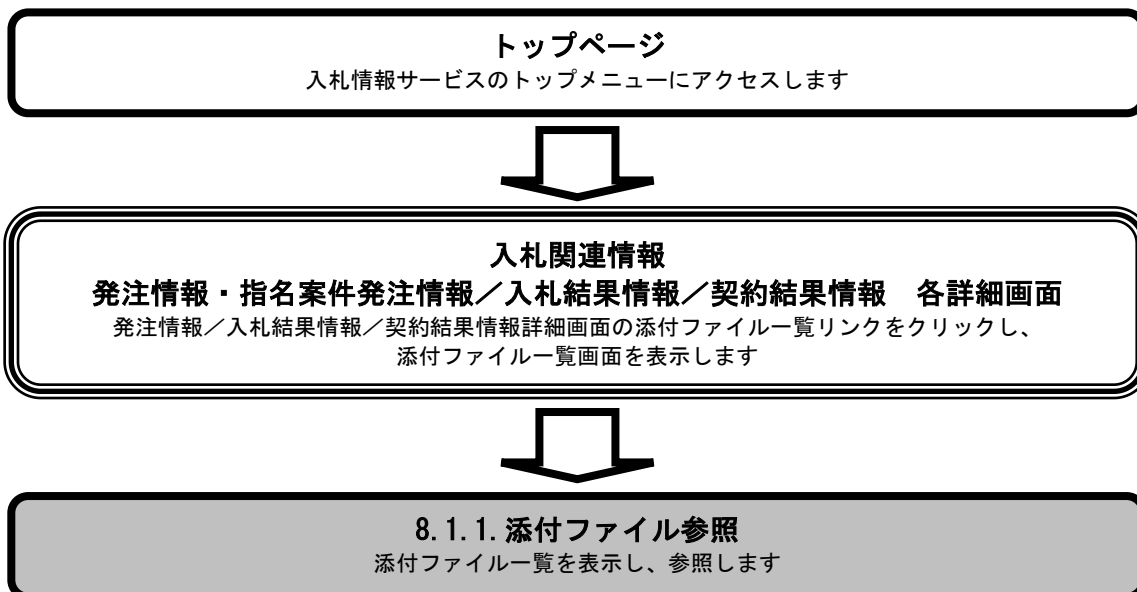 トップページ
入札情報サービスのトップメニューにアクセスします
入札関連情報
発注情報・指名案件発注情報／入札結果情報／契約結果情報　各詳細画面
発注情報／入札結果情報／契約結果情報詳細画面の添付ファイル一覧リンクをクリックし、
添付ファイル一覧画面を表示します
8.1.1.添付ファイル参照
添付ファイル一覧を表示し、参照します